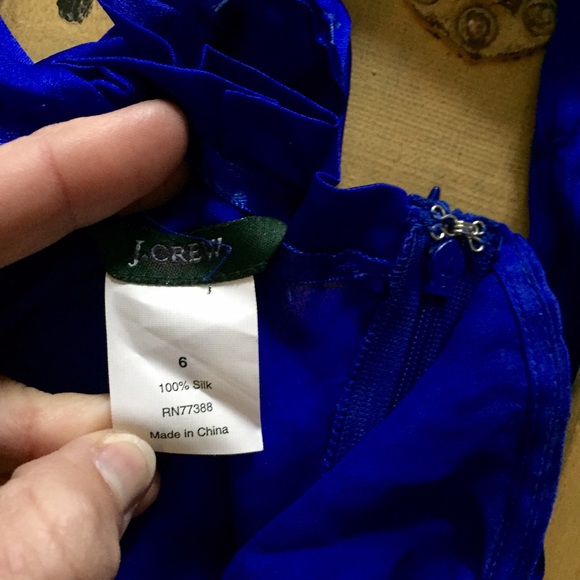 J.CREW
6
100% Silk
RN77388
Made in China